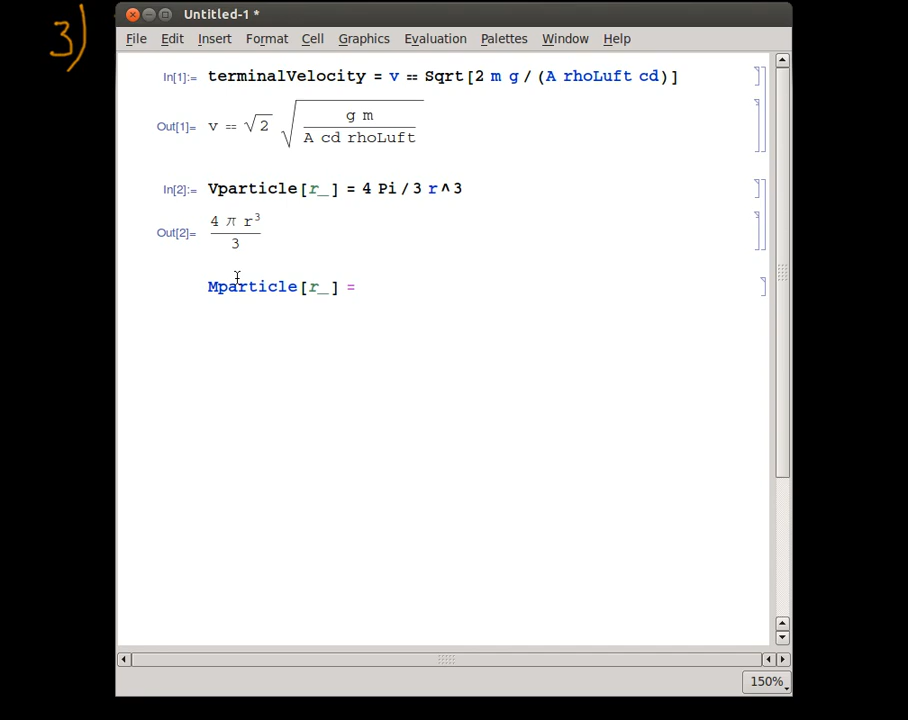 3)
Untitled-1 *
File Edit Insert Format Cell Graphics Evaluation Palettes Window Help
In[1]:= terminalVelocity = v == Sqrt[2 m g / (A rhoLuft cd)]
Out[1]= v == √2 √(g m / A cd rhoLuft)
In[2]:= Vparticle[r_] = 4 Pi / 3 r^3
Out[2]= 4 π r³ / 3
Mparticle[r_] =
150%